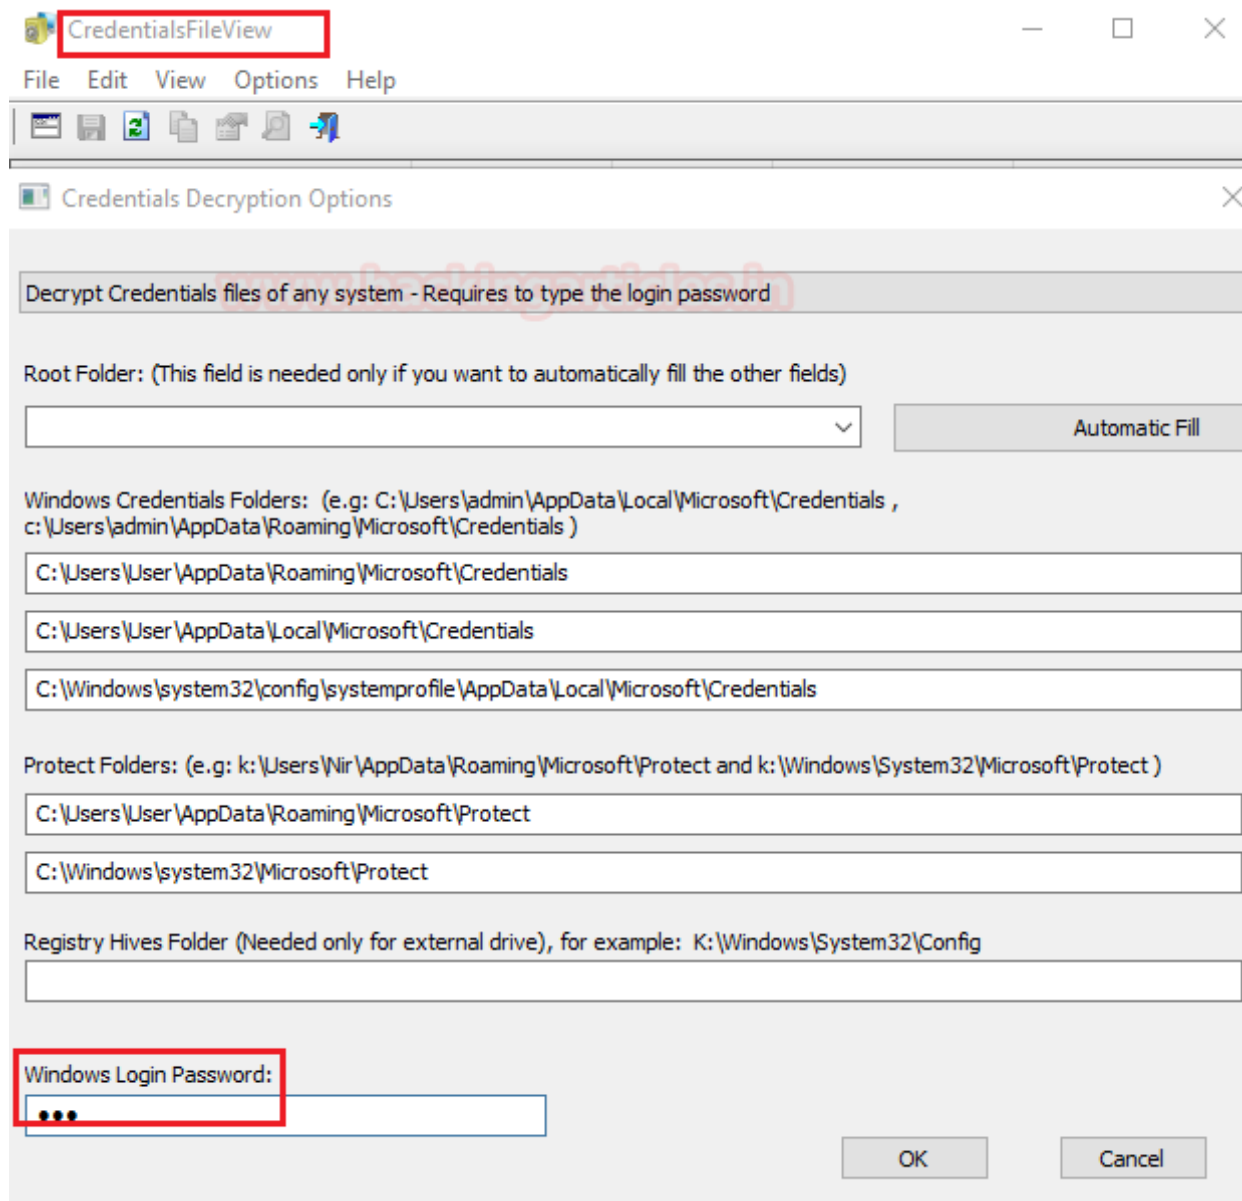 CredentialsFileView
File Edit View Options Help
Credentials Decryption Options
www.hackingarticles.in
Decrypt Credentials files of any system - Requires to type the login password
Root Folder: (This field is needed only if you want to automatically fill the other fields)
Automatic Fill
Windows Credentials Folders:  (e.g: C:\Users\admin\AppData\Local\Microsoft\Credentials ,
c:\Users\admin\AppData\Roaming\Microsoft\Credentials )
C:\Users\User\AppData\Roaming\Microsoft\Credentials
C:\Users\User\AppData\Local\Microsoft\Credentials
C:\Windows\system32\config\systemprofile\AppData\Local\Microsoft\Credentials
Protect Folders: (e.g: k:\Users\Nir\AppData\Roaming\Microsoft\Protect and k:\Windows\System32\Microsoft\Protect )
C:\Users\User\AppData\Roaming\Microsoft\Protect
C:\Windows\system32\Microsoft\Protect
Registry Hives Folder (Needed only for external drive), for example:  K:\Windows\System32\Config
Windows Login Password:
●●●
OK Cancel